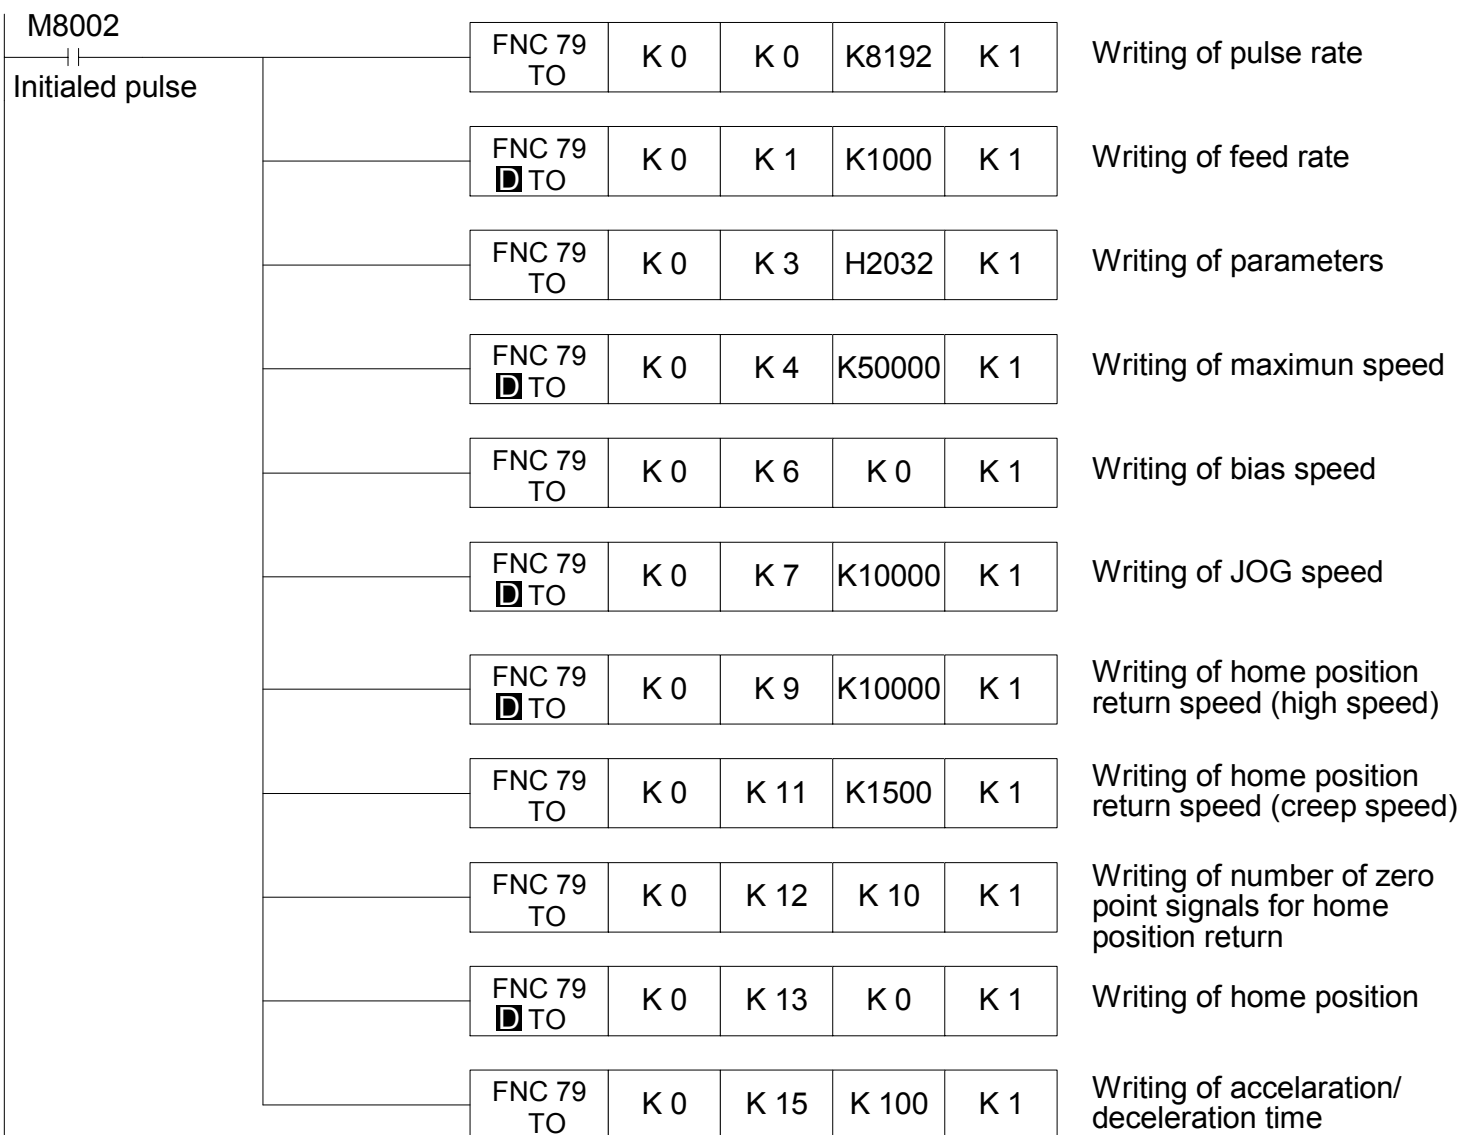 M8002
Initialed pulse
FNC 79
TO
K 0
K 0
K8192
K 1
Writing of pulse rate
FNC 79
D TO
K 0
K 1
K1000
K 1
Writing of feed rate
FNC 79
TO
K 0
K 3
H2032
K 1
Writing of parameters
FNC 79
D TO
K 0
K 4
K50000
K 1
Writing of maximun speed
FNC 79
TO
K 0
K 6
K 0
K 1
Writing of bias speed
FNC 79
D TO
K 0
K 7
K10000
K 1
Writing of JOG speed
FNC 79
D TO
K 0
K 9
K10000
K 1
Writing of home position
return speed (high speed)
FNC 79
TO
K 0
K 11
K1500
K 1
Writing of home position
return speed (creep speed)
FNC 79
TO
K 0
K 12
K 10
K 1
Writing of number of zero
point signals for home
position return
FNC 79
D TO
K 0
K 13
K 0
K 1
Writing of home position
FNC 79
TO
K 0
K 15
K 100
K 1
Writing of accelaration/
deceleration time